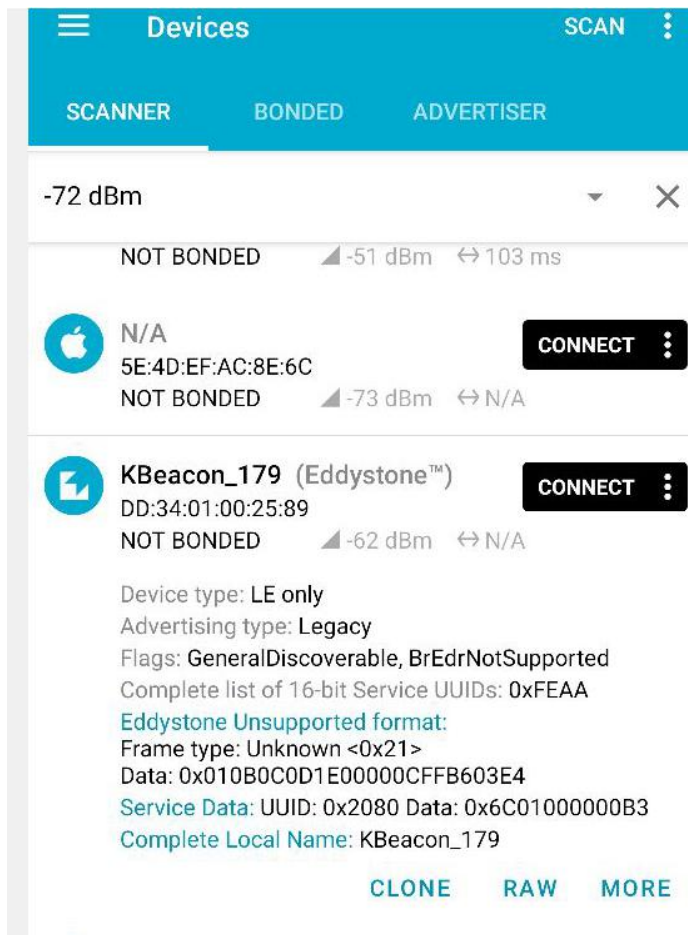 Devices SCAN
SCANNER BONDED ADVERTISER
-72 dBm
NOT BONDED -51 dBm 103 ms
N/A CONNECT
5E:4D:EF:AC:8E:6C
NOT BONDED -73 dBm N/A
KBeacon_179 (Eddystone™) CONNECT
DD:34:01:00:25:89
NOT BONDED -62 dBm N/A
Device type: LE only
Advertising type: Legacy
Flags: GeneralDiscoverable, BrEdrNotSupported
Complete list of 16-bit Service UUIDs: 0xFEAA
Eddystone Unsupported format:
Frame type: Unknown <0x21>
Data: 0x010B0C0D1E00000CFFB603E4
Service Data: UUID: 0x2080 Data: 0x6C01000000B3
Complete Local Name: KBeacon_179
CLONE RAW MORE